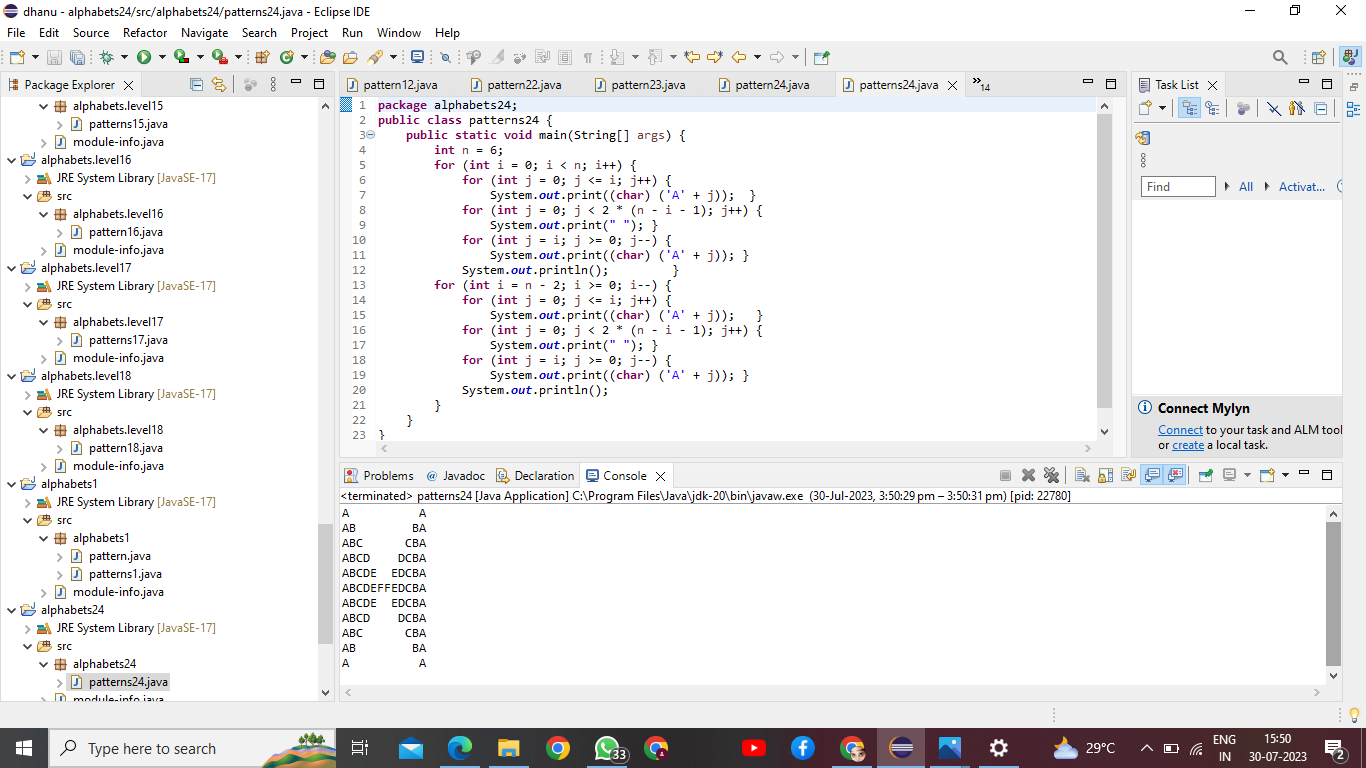 dhanu - alphabets24/src/alphabets24/patterns24.java - Eclipse IDE
File Edit Source Refactor Navigate Search Project Run Window Help
Package Explorer
alphabets.level15
patterns15.java
module-info.java
alphabets.level16
JRE System Library [JavaSE-17]
src
alphabets.level16
pattern16.java
module-info.java
alphabets.level17
JRE System Library [JavaSE-17]
src
alphabets.level17
patterns17.java
module-info.java
alphabets.level18
JRE System Library [JavaSE-17]
src
alphabets.level18
pattern18.java
module-info.java
alphabets1
JRE System Library [JavaSE-17]
src
alphabets1
pattern.java
patterns1.java
module-info.java
alphabets24
JRE System Library [JavaSE-17]
src
alphabets24
patterns24.java
module-info.java
pattern12.java pattern22.java pattern23.java pattern24.java patterns24.java »14
1 package alphabets24;
2 public class patterns24 {
3     public static void main(String[] args) {
4         int n = 6;
5         for (int i = 0; i < n; i++) {
6             for (int j = 0; j <= i; j++) {
7                 System.out.print((char) ('A' + j));  }
8             for (int j = 0; j < 2 * (n - i - 1); j++) {
9                 System.out.print(" "); }
10             for (int j = i; j >= 0; j--) {
11                 System.out.print((char) ('A' + j)); }
12             System.out.println();         }
13         for (int i = n - 2; i >= 0; i--) {
14             for (int j = 0; j <= i; j++) {
15                 System.out.print((char) ('A' + j));   }
16             for (int j = 0; j < 2 * (n - i - 1); j++) {
17                 System.out.print(" "); }
18             for (int j = i; j >= 0; j--) {
19                 System.out.print((char) ('A' + j)); }
20             System.out.println();
21         }
22     }
23 }
Task List
Find All Activat...
Connect Mylyn
Connect to your task and ALM tool
or create a local task.
Problems @ Javadoc Declaration Console
<terminated> patterns24 [Java Application] C:\Program Files\Java\jdk-20\bin\javaw.exe (30-Jul-2023, 3:50:29 pm – 3:50:31 pm) [pid: 22780]
A          A
AB        BA
ABC      CBA
ABCD    DCBA
ABCDE  EDCBA
ABCDEFFEDCBA
ABCDE  EDCBA
ABCD    DCBA
ABC      CBA
AB        BA
A          A
Type here to search
33
29°C
ENG
IN
15:50
30-07-2023
2